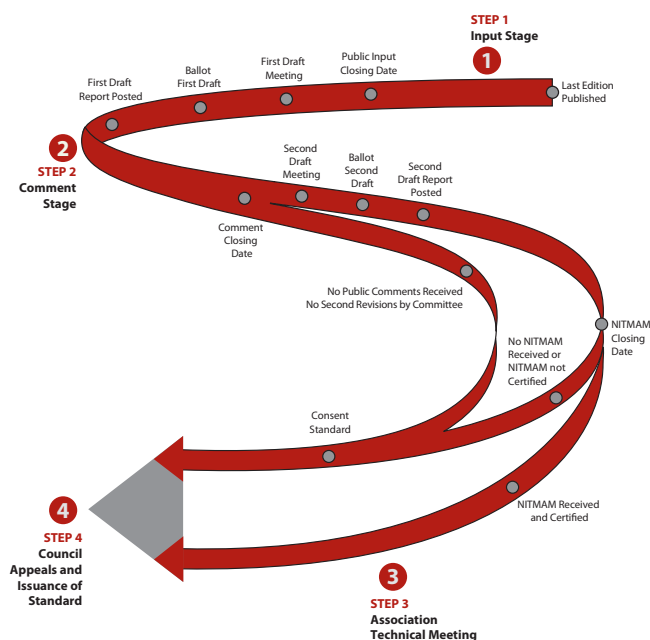 STEP 1
Input Stage
1
Public Input
Closing Date
First Draft
Meeting
Ballot
First Draft
First Draft
Report Posted
Last Edition
Published
2
STEP 2
Comment
Stage
Second
Draft
Meeting
Ballot
Second
Draft
Second
Draft Report
Posted
Comment
Closing
Date
No Public Comments Received
No Second Revisions by Committee
NITMAM
Closing
Date
No NITMAM
Received or
NITMAM not
Certified
Consent
Standard
NITMAM Received
and Certified
4
STEP 4
Council
Appeals and
Issuance of
Standard
3
STEP 3
Association
Technical Meeting